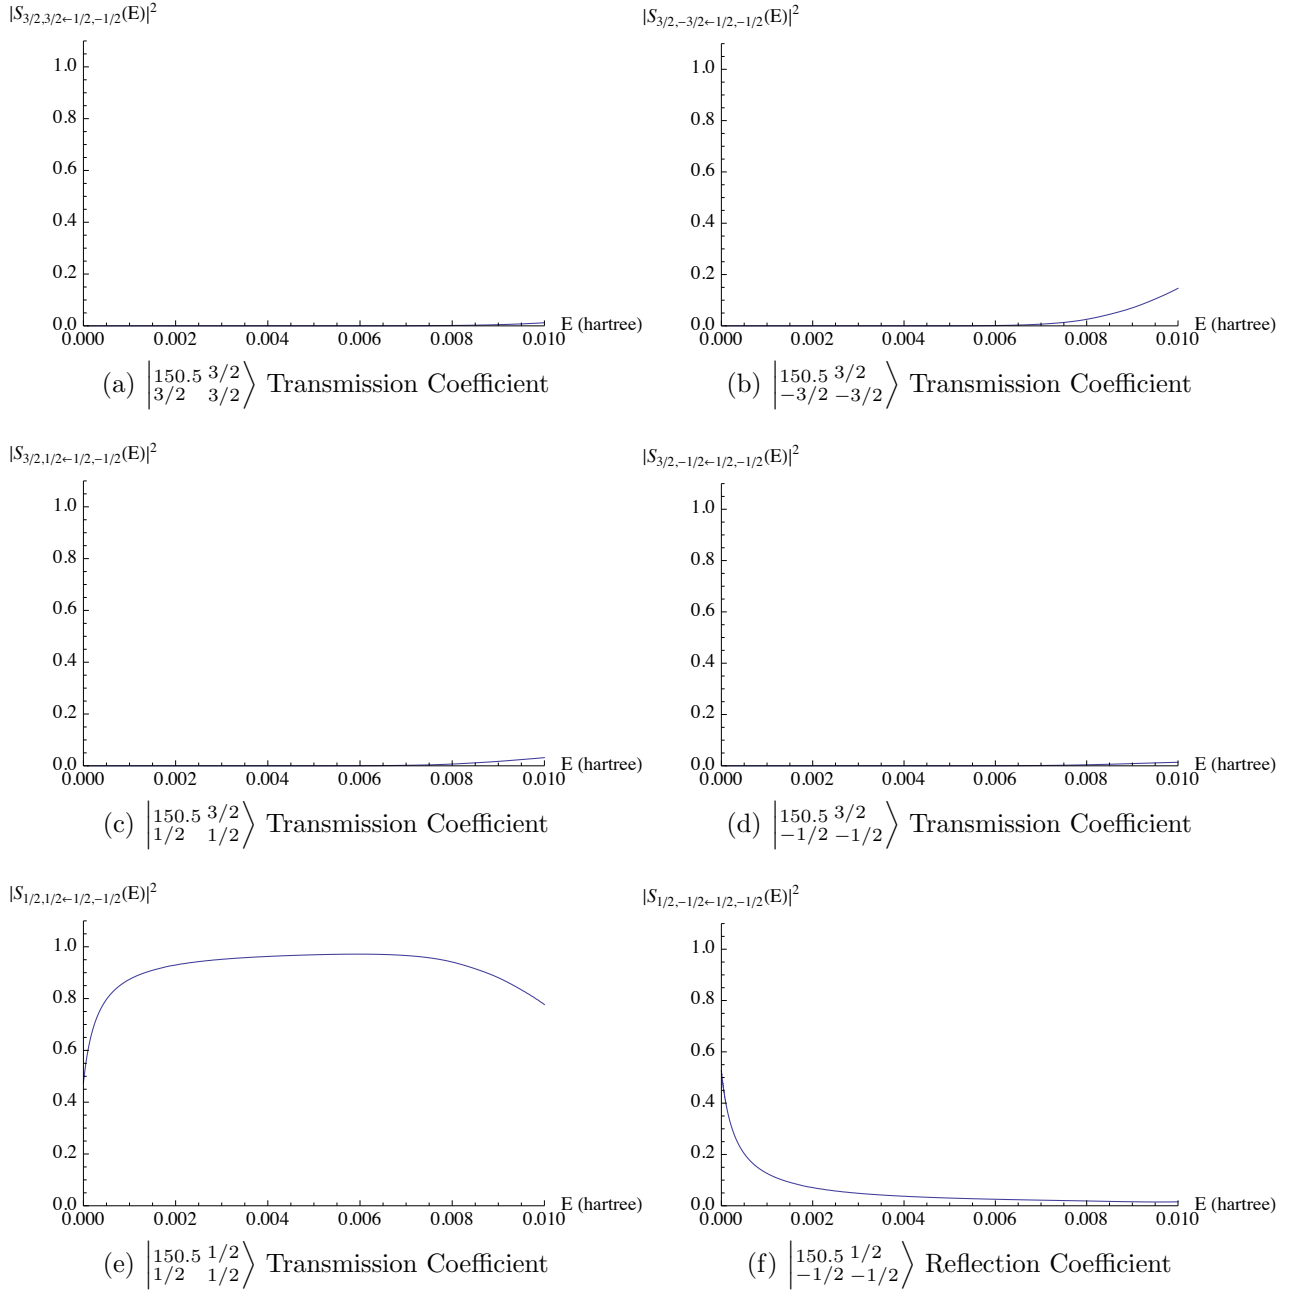 |S3/2,3/2←1/2,−1/2(E)|2
1.0
0.8
0.6
0.4
0.2
0.0
0.000 0.002 0.004 0.006 0.008 0.010
E (hartree)
(a) |150.5 3/2
3/2 3/2⟩ Transmission Coefficient
|S3/2,−3/2←1/2,−1/2(E)|2
1.0
0.8
0.6
0.4
0.2
0.0
0.000 0.002 0.004 0.006 0.008 0.010
E (hartree)
(b) |150.5 3/2
−3/2 −3/2⟩ Transmission Coefficient
|S3/2,1/2←1/2,−1/2(E)|2
1.0
0.8
0.6
0.4
0.2
0.0
0.000 0.002 0.004 0.006 0.008 0.010
E (hartree)
(c) |150.5 3/2
1/2 1/2⟩ Transmission Coefficient
|S3/2,−1/2←1/2,−1/2(E)|2
1.0
0.8
0.6
0.4
0.2
0.0
0.000 0.002 0.004 0.006 0.008 0.010
E (hartree)
(d) |150.5 3/2
−1/2 −1/2⟩ Transmission Coefficient
|S1/2,1/2←1/2,−1/2(E)|2
1.0
0.8
0.6
0.4
0.2
0.0
0.000 0.002 0.004 0.006 0.008 0.010
E (hartree)
(e) |150.5 1/2
1/2 1/2⟩ Transmission Coefficient
|S1/2,−1/2←1/2,−1/2(E)|2
1.0
0.8
0.6
0.4
0.2
0.0
0.000 0.002 0.004 0.006 0.008 0.010
E (hartree)
(f) |150.5 1/2
−1/2 −1/2⟩ Reflection Coefficient